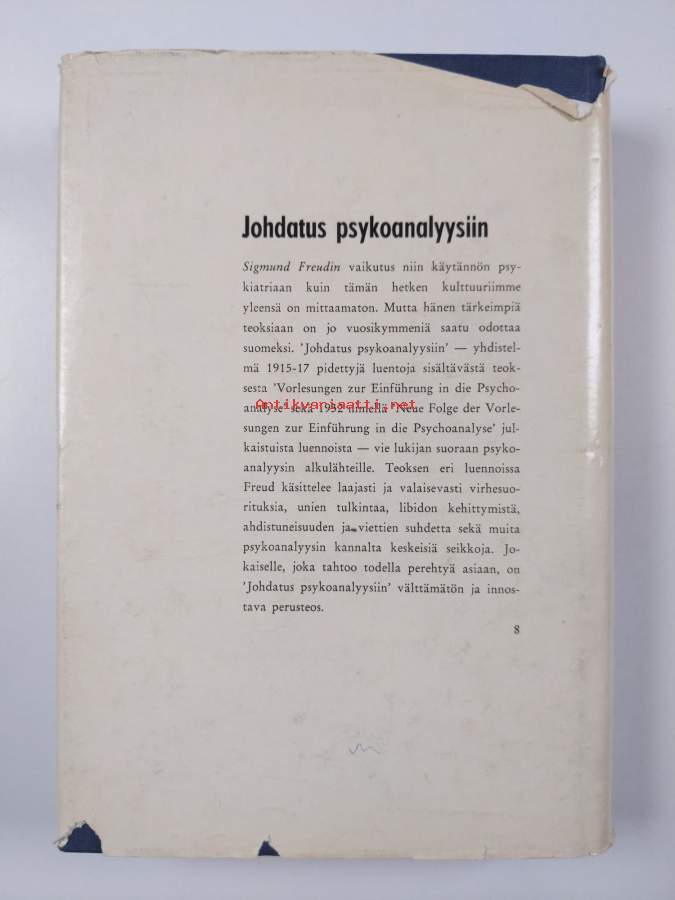 Johdatus psykoanalyysiin
Sigmund Freudin vaikutus niin käytännön psy-
kiatriaan kuin tämän hetken kulttuuriimme
yleensä on mittaamaton. Mutta hänen tärkeimpiä
teoksiaan on jo vuosikymmeniä saatu odottaa
suomeksi. 'Johdatus psykoanalyysiin' — yhdistel-
mä 1915-17 pidettyjä luentoja sisältävästä teok-
sesta 'Vorlesungen zur Einführung in die Psycho-
analyse' sekä 1932 nimellä 'Neue Folge der Vorle-
Antikvariaatti.net
sungen zur Einführung in die Psychoanalyse' jul-
kaistuista luennoista — vie lukijan suoraan psyko-
analyysin alkulähteille. Teoksen eri luennoissa
Freud käsittelee laajasti ja valaisevasti virhesuo-
rituksia, unien tulkintaa, libidon kehittymistä,
ahdistuneisuuden ja viettien suhdetta sekä muita
psykoanalyysin kannalta keskeisiä seikkoja. Jo-
kaiselle, joka tahtoo todella perehtyä asiaan, on
'Johdatus psykoanalyysiin' välttämätön ja innos-
tava perusteos.
8